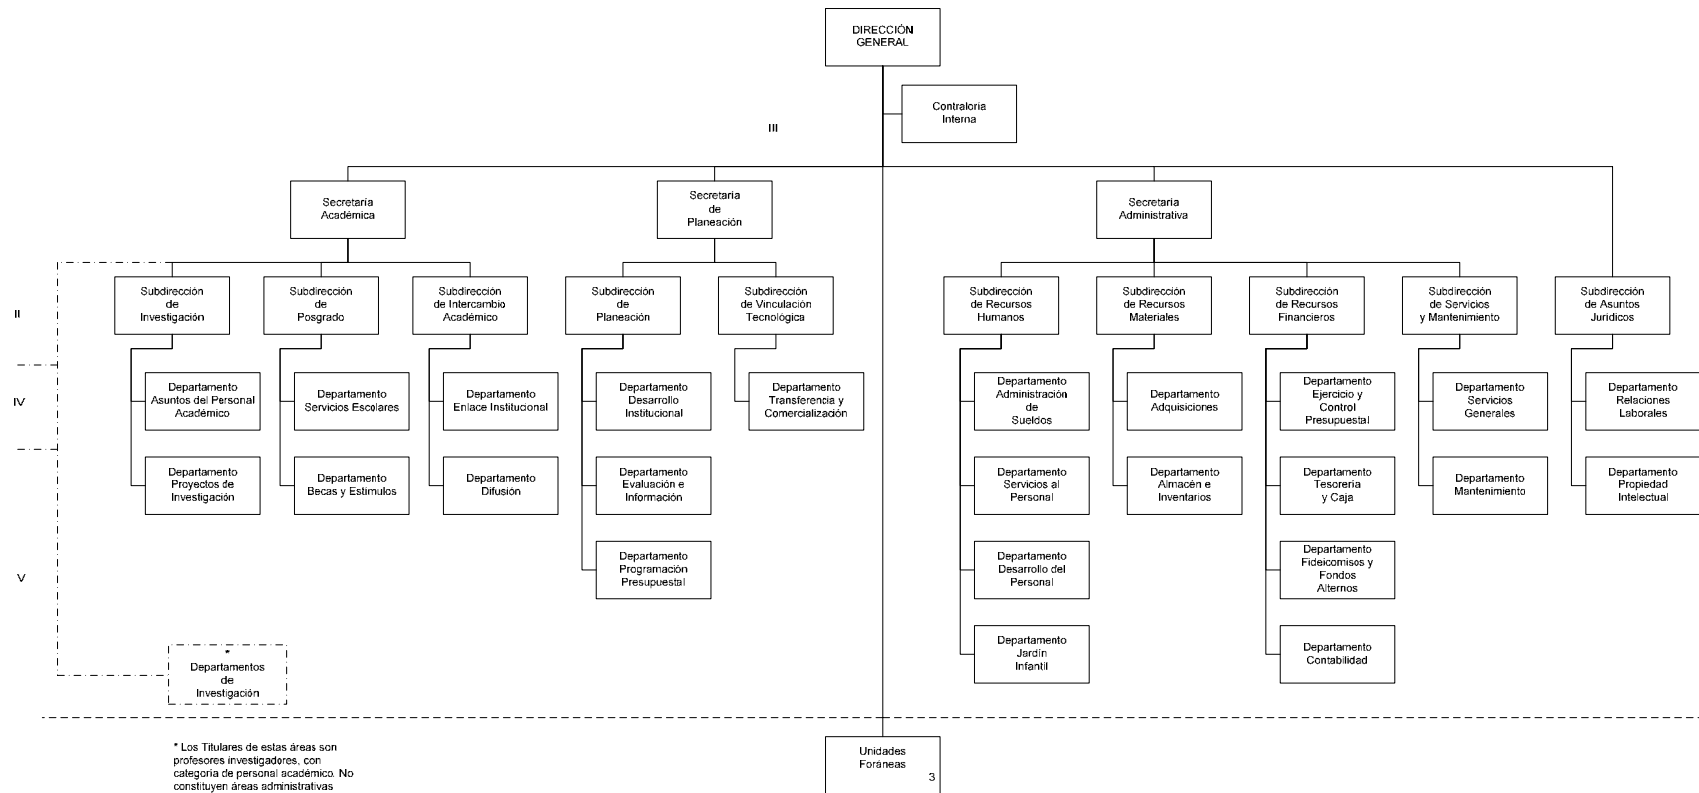 DIRECCIÓN
GENERAL
Contraloría
Interna
III
Secretaría
Académica
Secretaría
de
Planeación
Secretaría
Administrativa
II
Subdirección
de
Investigación
Subdirección
de
Posgrado
Subdirección
de Intercambio
Académico
Subdirección
de
Planeación
Subdirección
de Vinculación
Tecnológica
Subdirección
de Recursos
Humanos
Subdirección
de Recursos
Materiales
Subdirección
de Recursos
Financieros
Subdirección
de Servicios
y Mantenimiento
Subdirección
de Asuntos
Jurídicos
IV
Departamento
Asuntos del Personal
Académico
Departamento
Servicios Escolares
Departamento
Enlace Institucional
Departamento
Desarrollo
Institucional
Departamento
Transferencia y
Comercialización
Departamento
Administración
de
Sueldos
Departamento
Adquisiciones
Departamento
Ejercicio y
Control
Presupuestal
Departamento
Servicios
Generales
Departamento
Relaciones
Laborales
Departamento
Proyectos de
Investigación
Departamento
Becas y Estímulos
Departamento
Difusión
Departamento
Evaluación e
Información
Departamento
Servicios al
Personal
Departamento
Almacén e
Inventarios
Departamento
Tesorería
y Caja
Departamento
Mantenimiento
Departamento
Propiedad
Intelectual
V
Departamento
Programación
Presupuestal
Departamento
Desarrollo del
Personal
Departamento
Fideicomisos y
Fondos
Alternos
*
Departamentos
de
Investigación
Departamento
Jardín
Infantil
Departamento
Contabilidad
* Los Titulares de estas áreas son
profesores investigadores, con
categoría de personal académico. No
constituyen áreas administrativas
Unidades
Foráneas
3